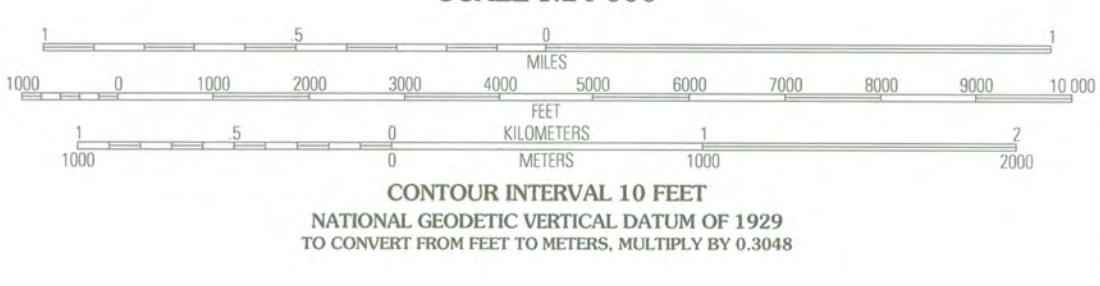 1 .5 0 1
MILES
1000 0 1000 2000 3000 4000 5000 6000 7000 8000 9000 10 000
FEET
1 .5 0 KILOMETERS 1 2
1000 0 METERS 1000 2000
CONTOUR INTERVAL 10 FEET
NATIONAL GEODETIC VERTICAL DATUM OF 1929
TO CONVERT FROM FEET TO METERS, MULTIPLY BY 0.3048